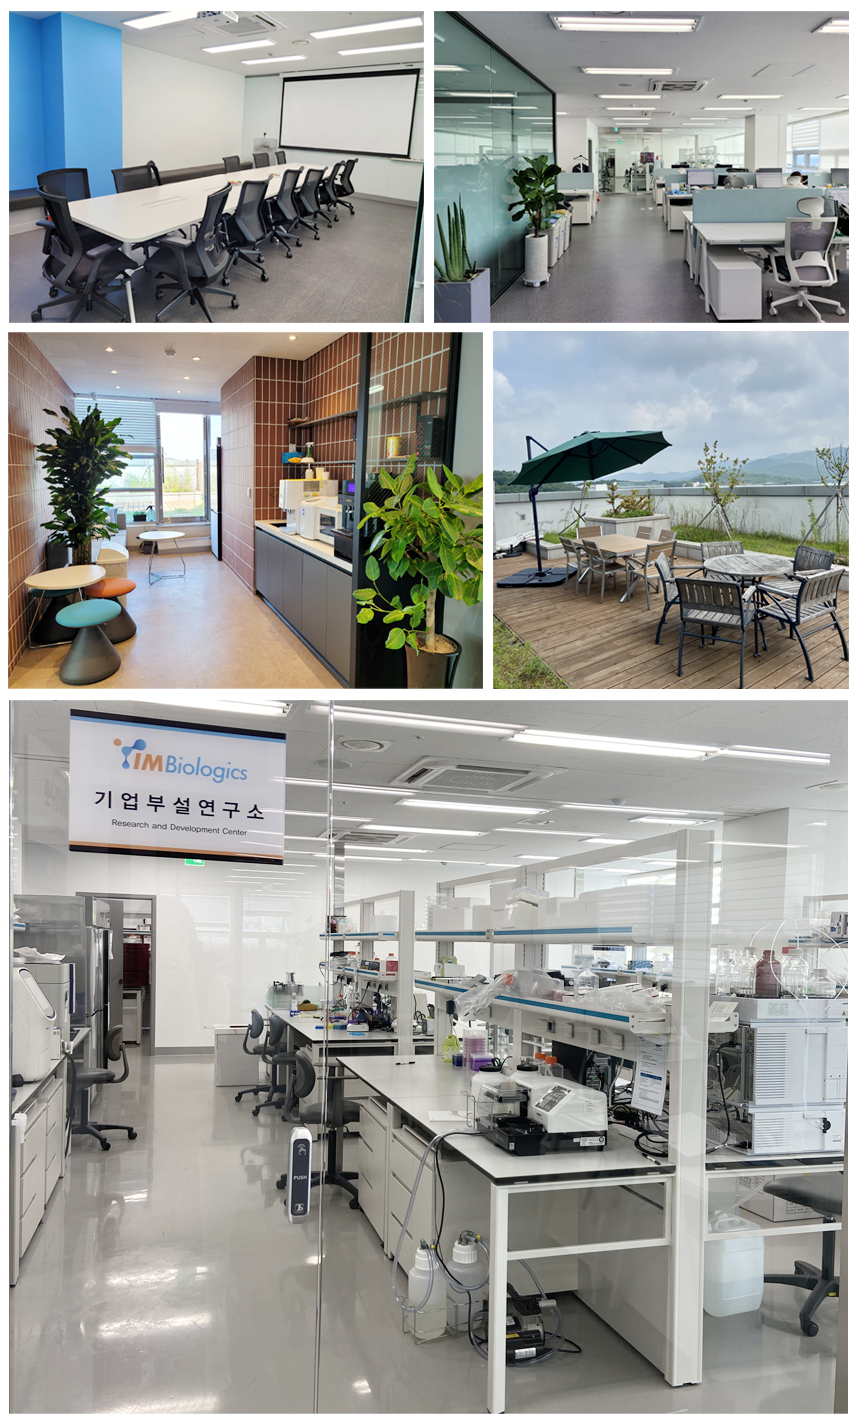 IMBiologics
기업부설연구소
Research and Development Center
PUSH